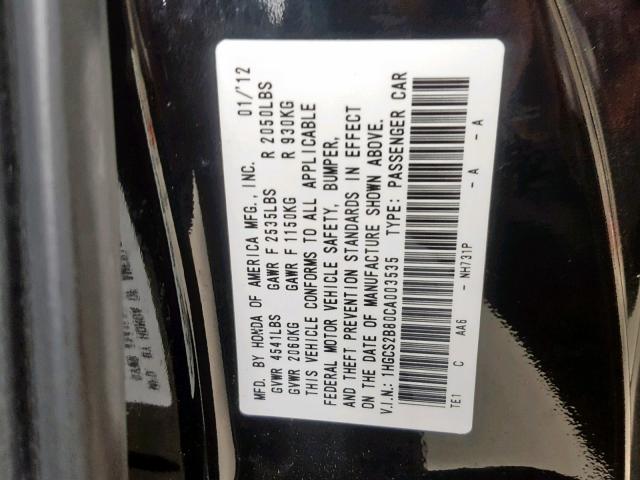 MFD. BY HONDA OF AMERICA MFG., INC. 01/'12
GVWR 4541LBS GAWR F 2535LBS R 2050LBS
GVWR 2060KG GAWR F 1150KG R 930KG
THIS VEHICLE CONFORMS TO ALL APPLICABLE
FEDERAL MOTOR VEHICLE SAFETY, BUMPER,
AND THEFT PREVENTION STANDARDS IN EFFECT
ON THE DATE OF MANUFACTURE SHOWN ABOVE.
V.I.N.: 1HGCS2B80CA003535 TYPE: PASSENGER CAR
TE1 C AA6 - NH731P - A - A